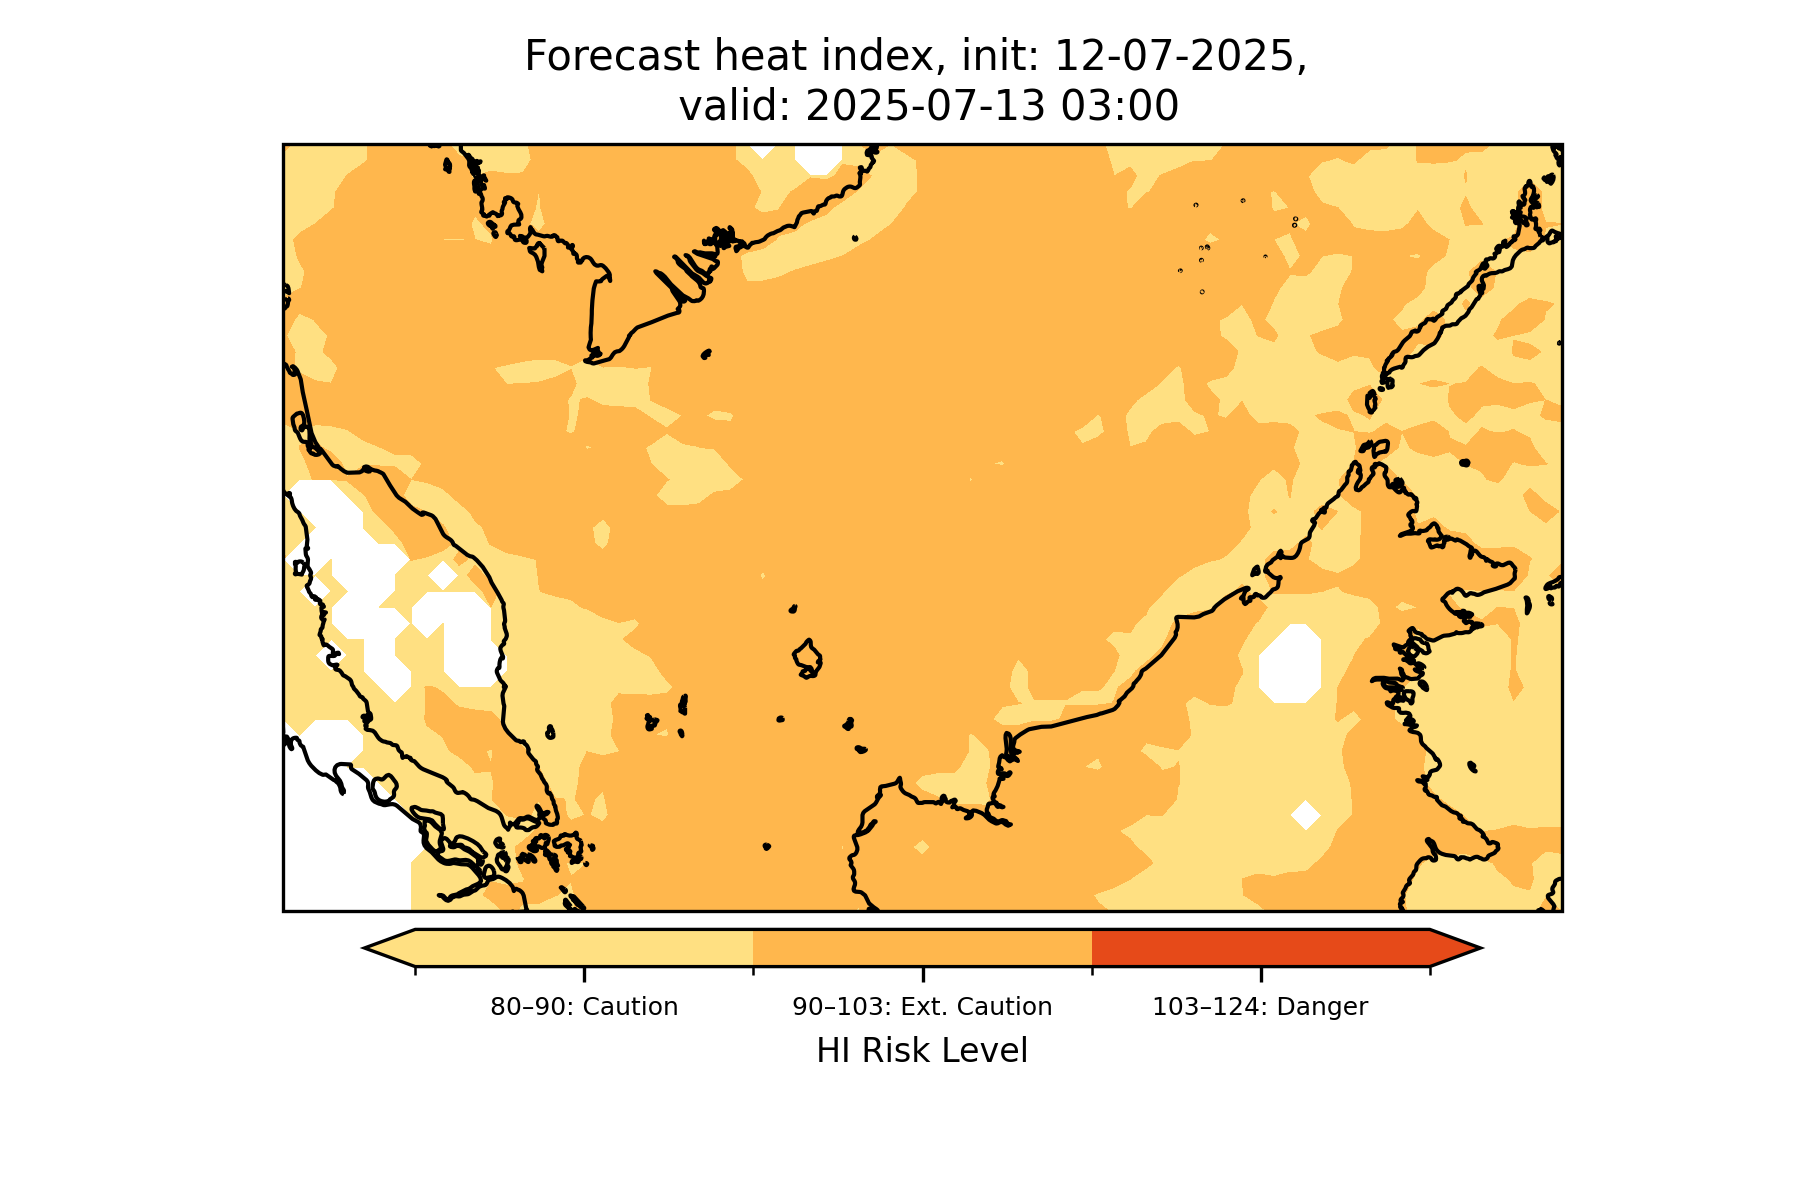 Forecast heat index, init: 12-07-2025,
valid: 2025-07-13 03:00
80–90: Caution
90–103: Ext. Caution
103–124: Danger
HI Risk Level